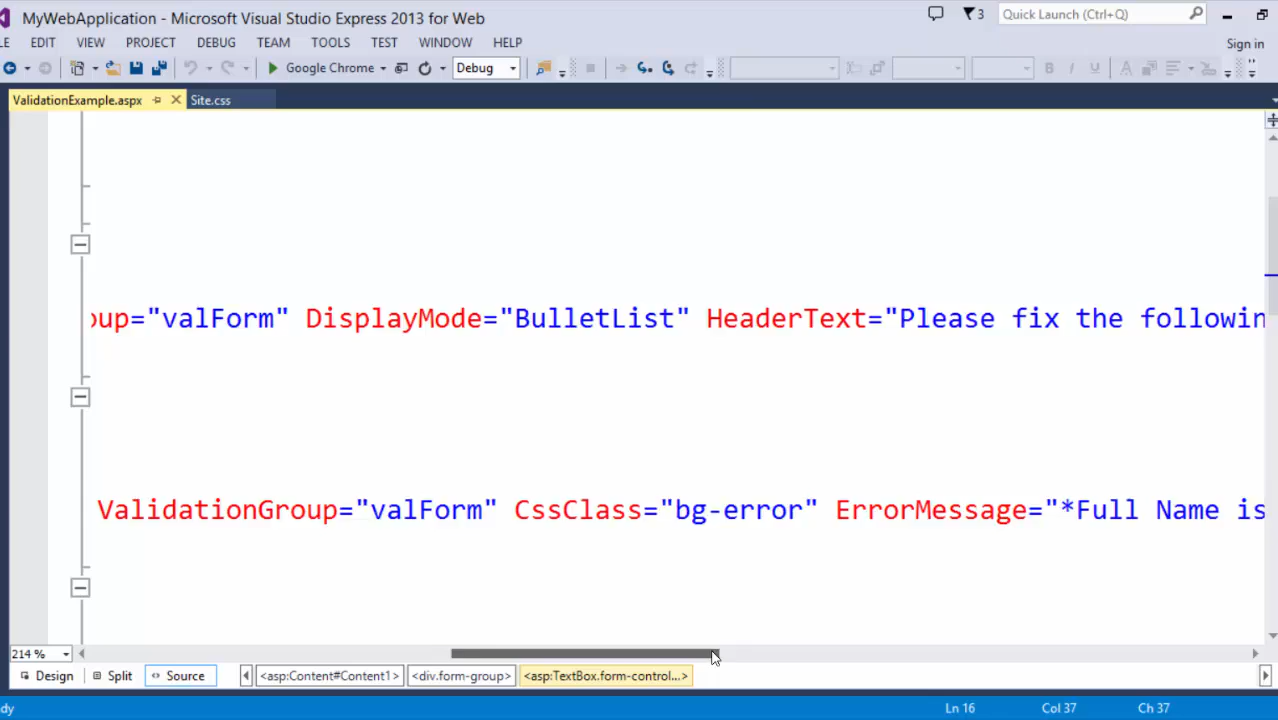 MyWebApplication - Microsoft Visual Studio Express 2013 for Web
3
Quick Launch (Ctrl+Q)
LE EDIT VIEW PROJECT DEBUG TEAM TOOLS TEST WINDOW HELP
Sign in
Google Chrome
Debug
B I U A
ValidationExample.aspx
Site.css
oup="valForm" DisplayMode="BulletList" HeaderText="Please fix the followin
ValidationGroup="valForm" CssClass="bg-error" ErrorMessage="*Full Name is
214 %
Design Split Source <asp:Content#Content1> <div.form-group> <asp:TextBox.form-control...>
dy Ln 16 Col 37 Ch 37